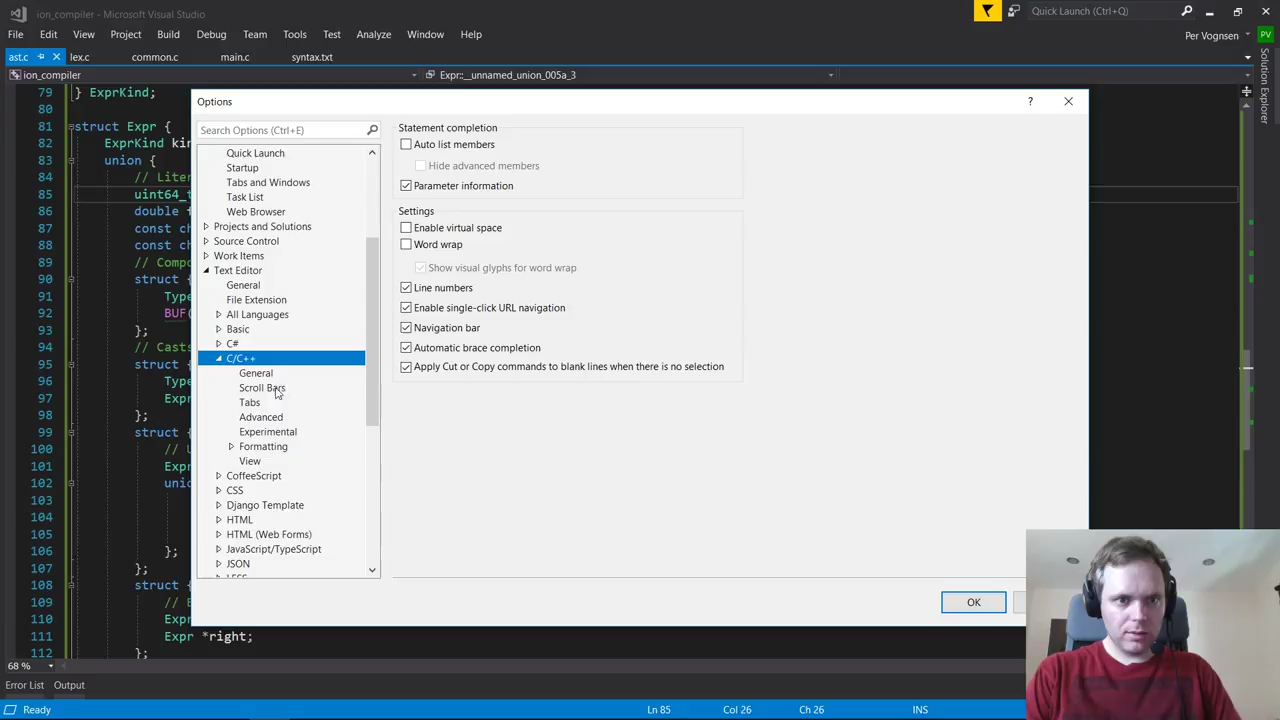 ion_compiler - Microsoft Visual Studio
Quick Launch (Ctrl+Q)
File Edit View Project Build Debug Team Tools Test Analyze Window Help
Per Vognsen PV
ast.c lex.c common.c main.c syntax.txt
Solution Explorer
ion_compiler Expr::__unnamed_union_005a_3
79 } ExprKind;
80
81 struct Expr {
82 ExprKind kin
83 union {
84 // Liter
85 uint64_t
86 double f
87 const ch
88 const ch
89 // Compo
90 struct {
91 Type
92 BUF(
93 };
94 // Casts
95 struct {
96 Type
97 Expr
98 };
99 struct {
100 // U
101 Expr
102 unio
103
104
105
106 };
107 };
108 struct {
109 // B
110 Expr
111 Expr *right;
112 };
Options
?
Search Options (Ctrl+E)
Quick Launch
Startup
Tabs and Windows
Task List
Web Browser
Projects and Solutions
Source Control
Work Items
Text Editor
General
File Extension
All Languages
Basic
C#
C/C++
General
Scroll Bars
Tabs
Advanced
Experimental
Formatting
View
CoffeeScript
CSS
Django Template
HTML
HTML (Web Forms)
JavaScript/TypeScript
JSON
LESS
Statement completion
Auto list members
Hide advanced members
Parameter information
Settings
Enable virtual space
Word wrap
Show visual glyphs for word wrap
Line numbers
Enable single-click URL navigation
Navigation bar
Automatic brace completion
Apply Cut or Copy commands to blank lines when there is no selection
OK
68 %
Error List Output
Ready Ln 85 Col 26 Ch 26 INS